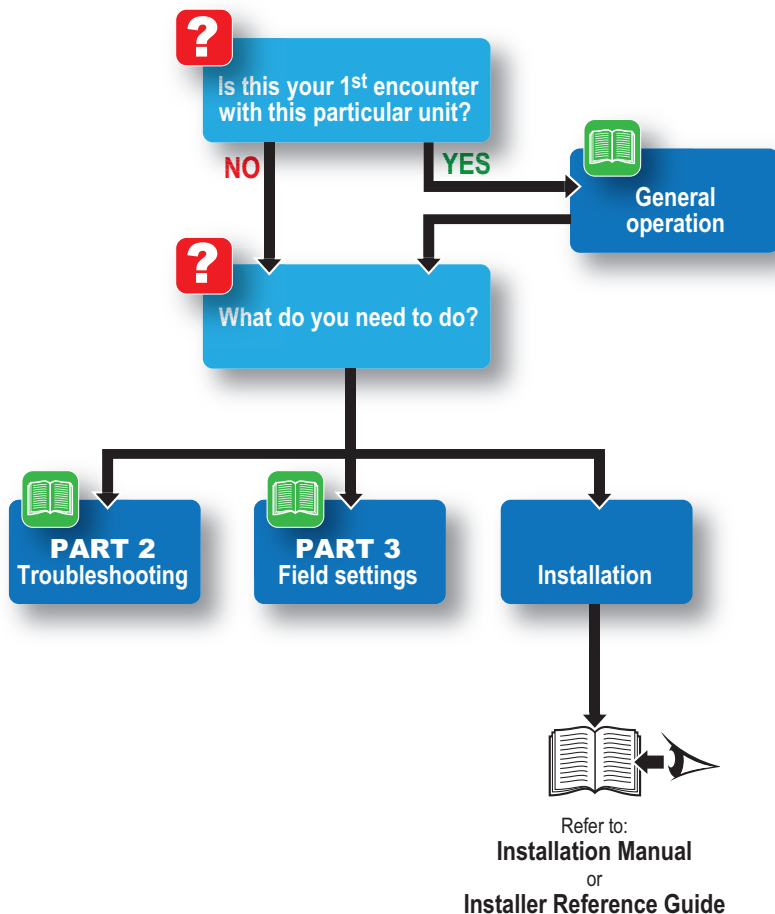 ?
Is this your 1st encounter
with this particular unit?
NO
YES
General
operation
?
What do you need to do?
PART 2
Troubleshooting
PART 3
Field settings
Installation
Refer to:
Installation Manual
or
Installer Reference Guide